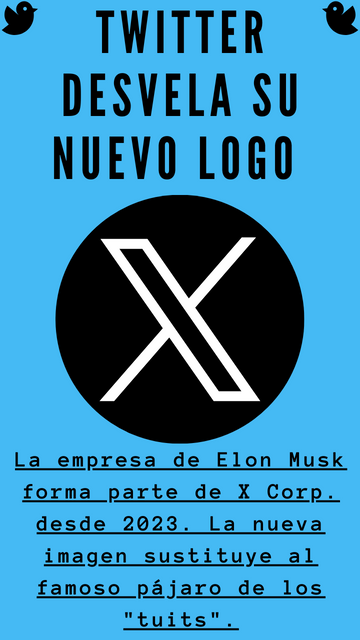 TWITTER
DESVELA SU
NUEVO LOGO
X
La empresa de Elon Musk
forma parte de X Corp.
desde 2023. La nueva
imagen sustituye al
famoso pájaro de los
"tuits".